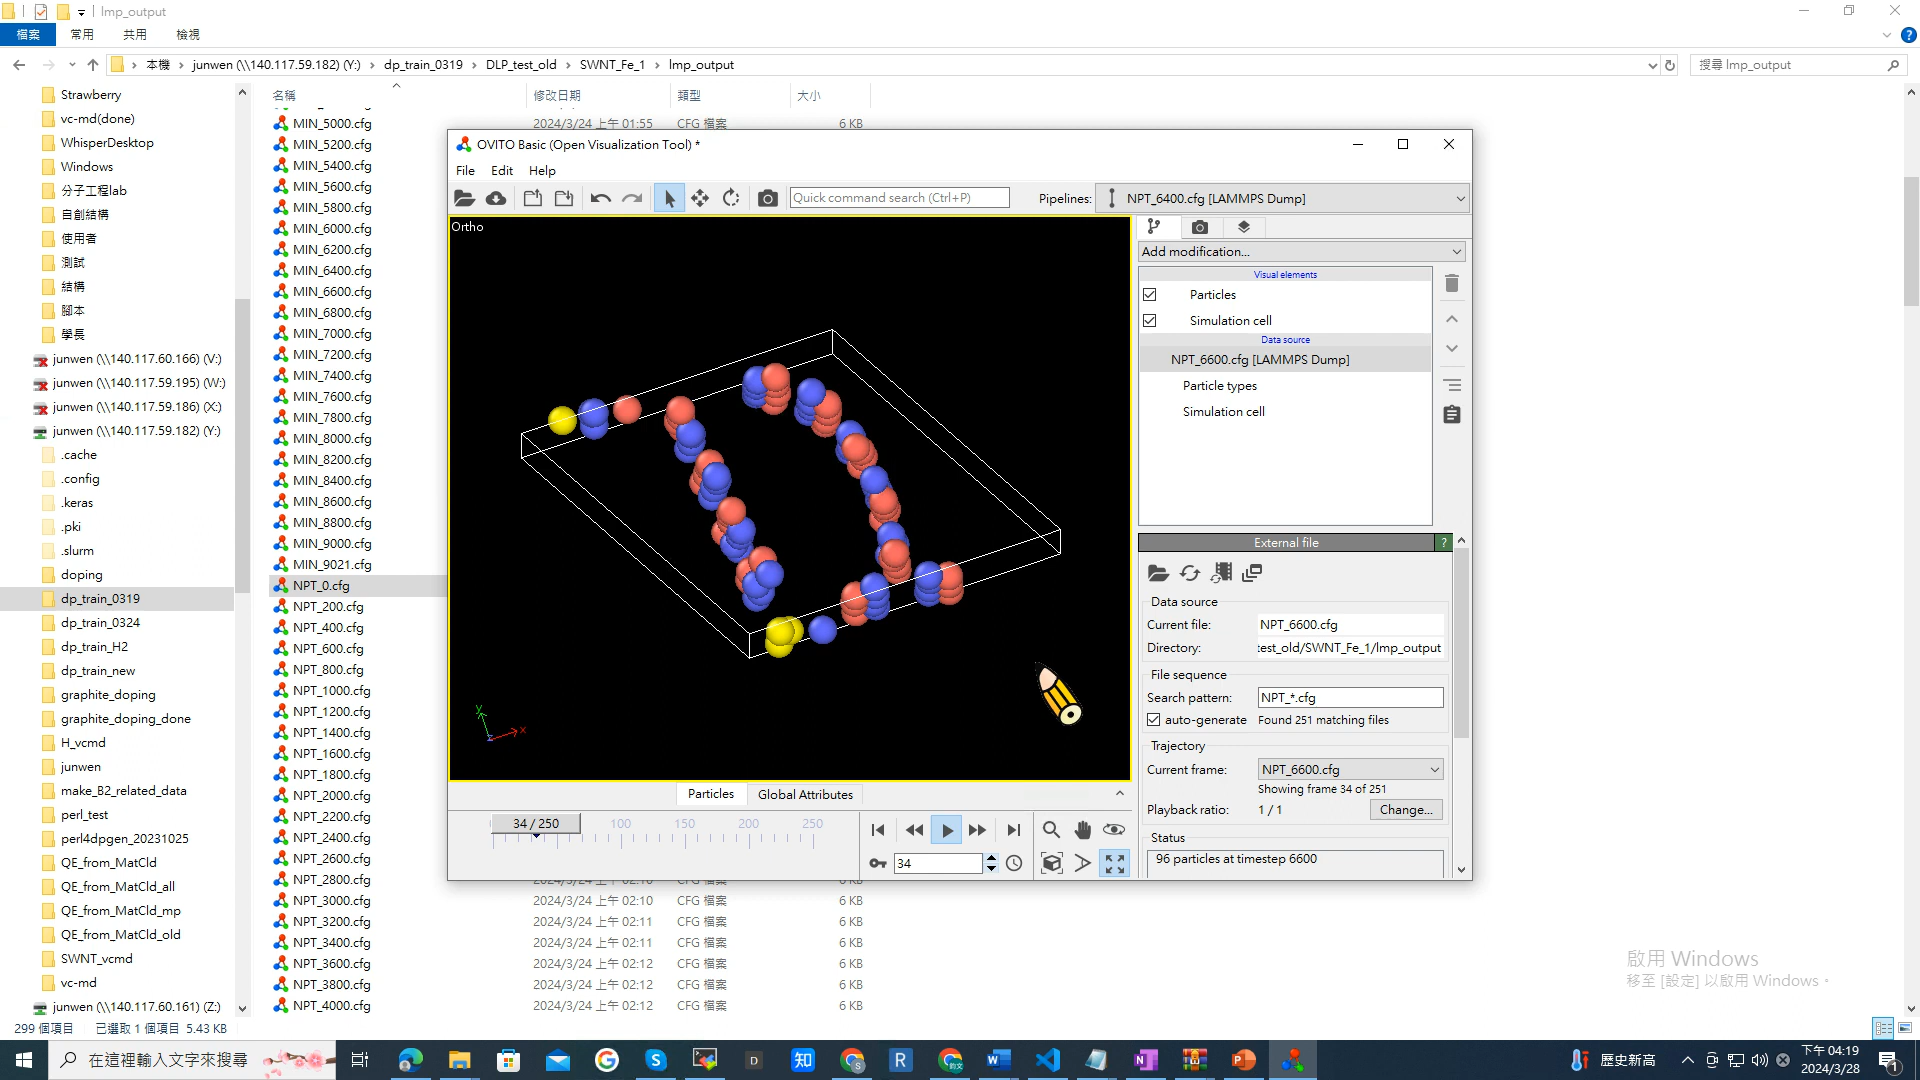 lmp_output
檔案
常用
共用
檢視
本機 › junwen (\\140.117.59.182) (Y:) › dp_train_0319 › DLP_test_old › SWNT_Fe_1 › lmp_output
搜尋 lmp_output
Strawberry
vc-md(done)
WhisperDesktop
Windows
分子工程lab
自創結構
使用者
測試
結構
腳本
學長
junwen (\\140.117.60.166) (V:)
junwen (\\140.117.59.195) (W:)
junwen (\\140.117.59.186) (X:)
junwen (\\140.117.59.182) (Y:)
.cache
.config
.keras
.pki
.slurm
doping
dp_train_0319
dp_train_0324
dp_train_H2
dp_train_new
graphite_doping
graphite_doping_done
H_vcmd
junwen
make_B2_related_data
perl_test
perl4dpgen_20231025
QE_from_MatCld
QE_from_MatCld_all
QE_from_MatCld_mp
QE_from_MatCld_old
SWNT_vcmd
vc-md
junwen (\\140.117.60.161) (Z:)
名稱 修改日期 類型 大小
MIN_5000.cfg 2024/3/24 上午 01:55 CFG 檔案 6 KB
MIN_5200.cfg
MIN_5400.cfg
MIN_5600.cfg
MIN_5800.cfg
MIN_6000.cfg
MIN_6200.cfg
MIN_6400.cfg
MIN_6600.cfg
MIN_6800.cfg
MIN_7000.cfg
MIN_7200.cfg
MIN_7400.cfg
MIN_7600.cfg
MIN_7800.cfg
MIN_8000.cfg
MIN_8200.cfg
MIN_8400.cfg
MIN_8600.cfg
MIN_8800.cfg
MIN_9000.cfg
MIN_9021.cfg
NPT_0.cfg
NPT_200.cfg
NPT_400.cfg
NPT_600.cfg
NPT_800.cfg
NPT_1000.cfg
NPT_1200.cfg
NPT_1400.cfg
NPT_1600.cfg
NPT_1800.cfg
NPT_2000.cfg
NPT_2200.cfg
NPT_2400.cfg
NPT_2600.cfg
NPT_2800.cfg
NPT_3000.cfg 2024/3/24 上午 02:10 CFG 檔案 6 KB
NPT_3200.cfg 2024/3/24 上午 02:11 CFG 檔案 6 KB
NPT_3400.cfg 2024/3/24 上午 02:11 CFG 檔案 6 KB
NPT_3600.cfg 2024/3/24 上午 02:12 CFG 檔案 6 KB
NPT_3800.cfg 2024/3/24 上午 02:12 CFG 檔案 6 KB
NPT_4000.cfg 2024/3/24 上午 02:12 CFG 檔案 6 KB
OVITO Basic (Open Visualization Tool) *
File Edit Help
Quick command search (Ctrl+P)
Pipelines: NPT_6400.cfg [LAMMPS Dump]
Ortho
y
x
z
Add modification...
Visual elements
Particles
Simulation cell
Data source
NPT_6600.cfg [LAMMPS Dump]
Particle types
Simulation cell
External file ?
Data source
Current file: NPT_6600.cfg
Directory: test_old/SWNT_Fe_1/lmp_output
File sequence
Search pattern: NPT_*.cfg
auto-generate Found 251 matching files
Trajectory
Current frame: NPT_6600.cfg
Showing frame 34 of 251
Playback ratio: 1 / 1 Change...
Status
96 particles at timestep 6600
Particles Global Attributes
34 / 250 100 150 200 250
34
啟用 Windows
移至 [設定] 以啟用 Windows。
299 個項目 已選取 1 個項目 5.43 KB
在這裡輸入文字來搜尋
歷史新高
下午 04:19
2024/3/28